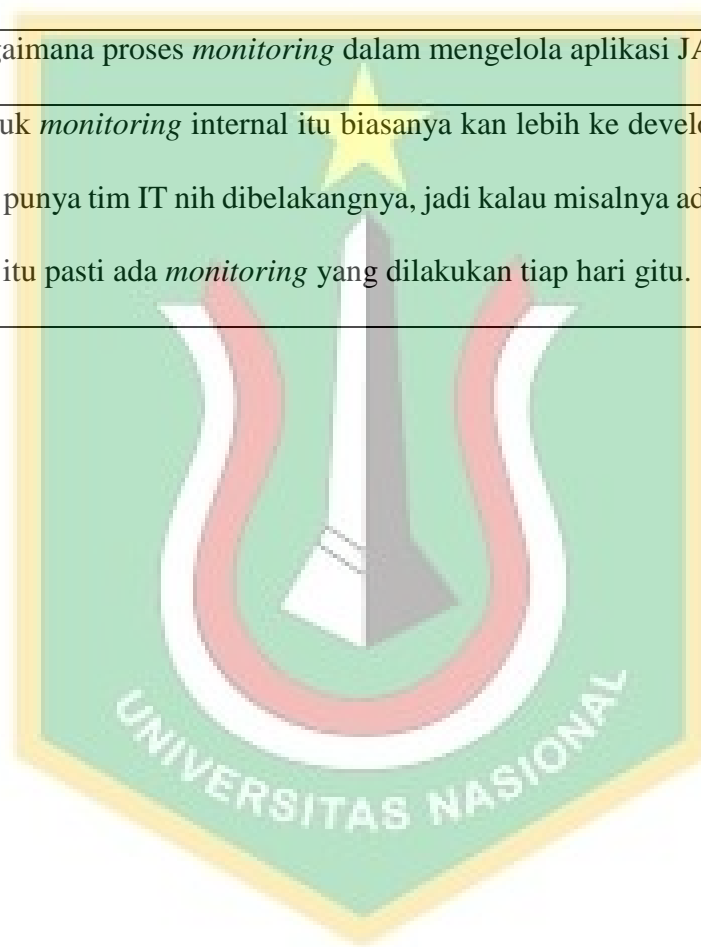 gaimana proses monitoring dalam mengelola aplikasi JA
uk monitoring internal itu biasanya kan lebih ke develo
punya tim IT nih dibelakangnya, jadi kalau misalnya ad
itu pasti ada monitoring yang dilakukan tiap hari gitu.
UNIVERSITAS NASIONAL